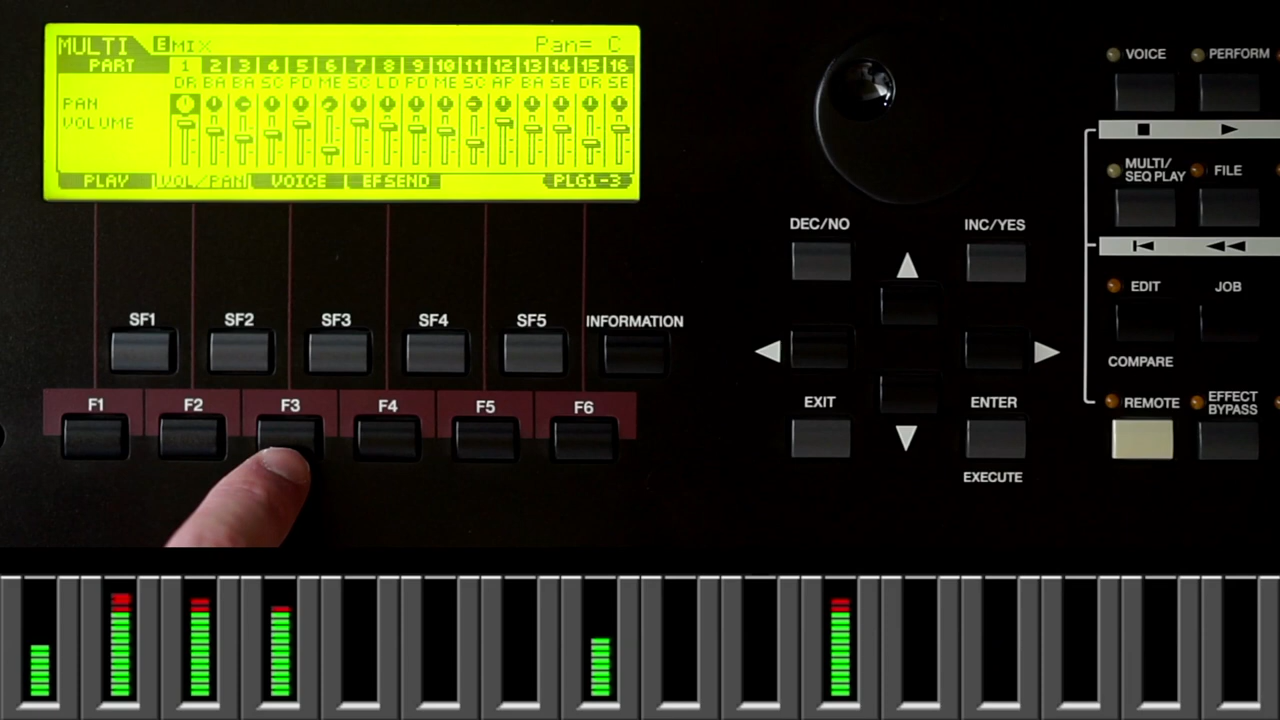 MULTI E MIX Pan= C
PART 1 2 3 4 5 6 7 8 9 10 11 12 13 14 15 16
DR BA BA SC PD ME SC LD PD ME SC AP BA SE DR SE
PAN
VOLUME
PLAY VOL/PAN VOICE EFSEND PLG1-3
SF1 SF2 SF3 SF4 SF5 INFORMATION
F1 F2 F3 F4 F5 F6
DEC/NO INC/YES
EXIT ENTER
EXECUTE
VOICE PERFORM
MULTI/ FILE
SEQ PLAY
EDIT JOB
COMPARE
REMOTE EFFECT
BYPASS